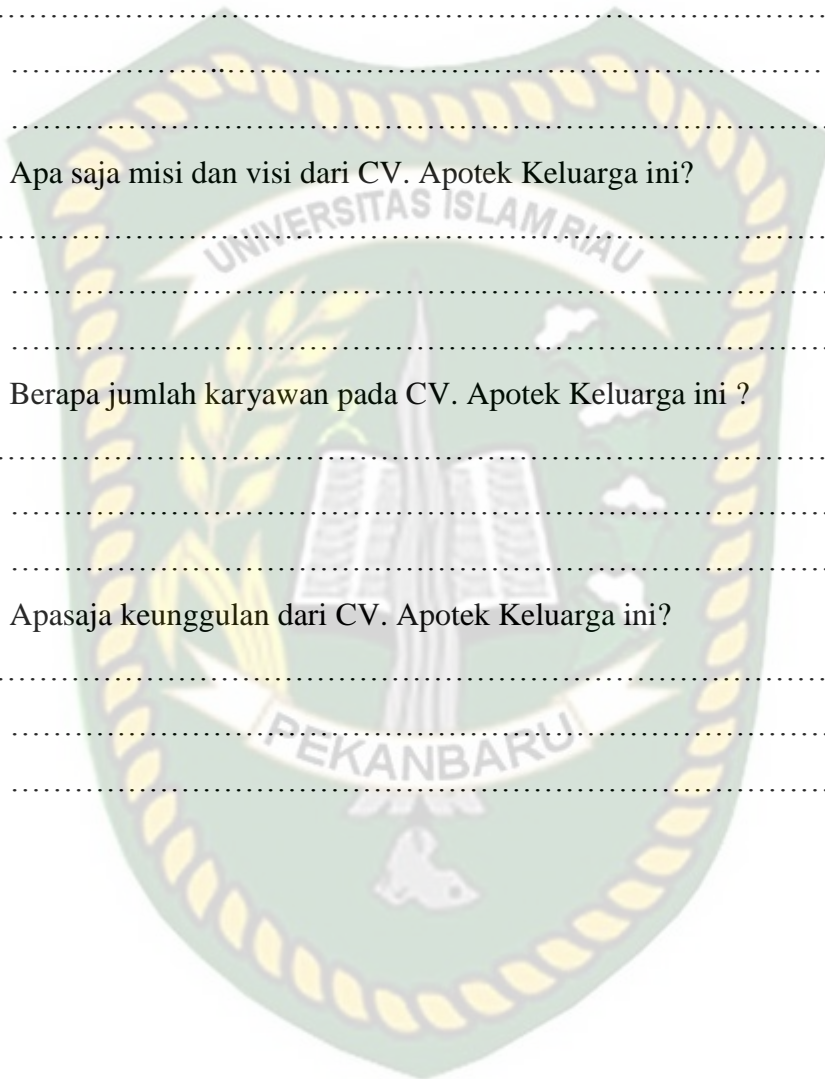 ……………………………………………………………………
……....…………..………………………………………………
……………………………………………………………………
Apa saja misi dan visi dari CV. Apotek Keluarga ini?
UNIVERSITAS ISLAM RIAU
……………………………………………………………………
……………………………………………………………………
……………………………………………………………………
Berapa jumlah karyawan pada CV. Apotek Keluarga ini ?
……………………………………………………………………
……………………………………………………………………
……………………………………………………………………
Apasaja keunggulan dari CV. Apotek Keluarga ini?
……………………………………………………………………
……………………………………………………………………
PEKANBARU
……………………………………………………………………